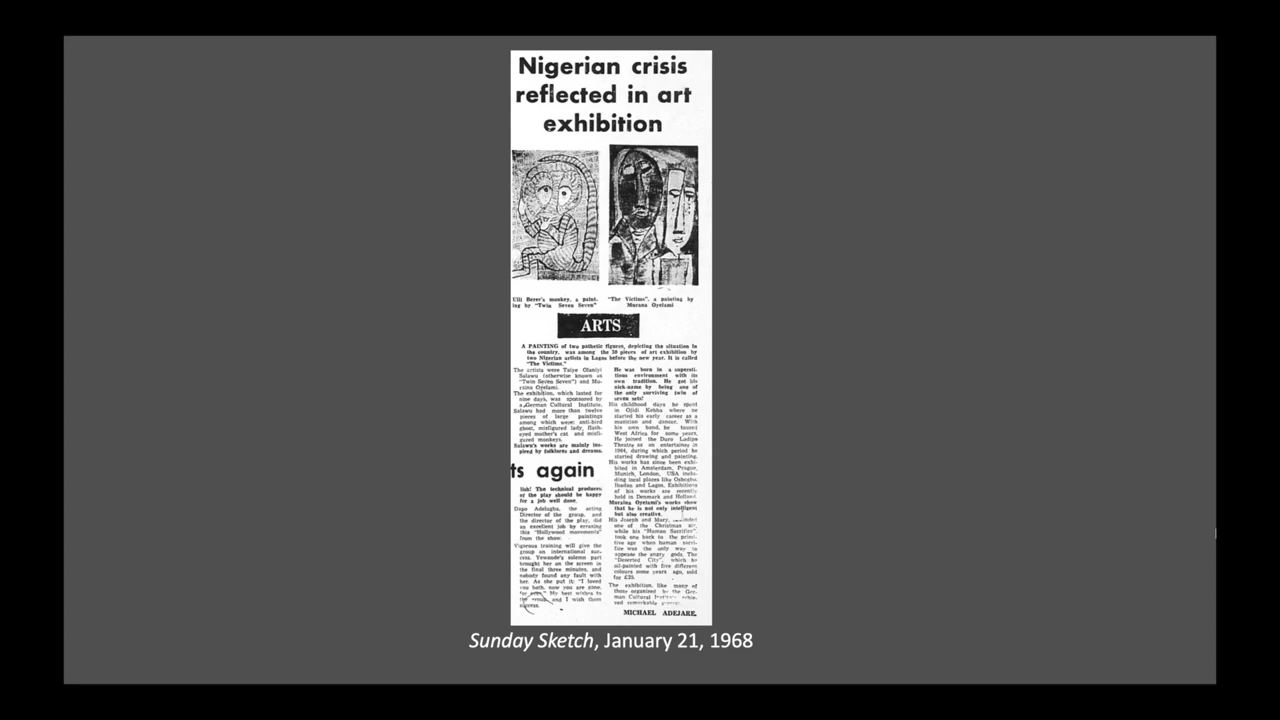 Nigerian crisis
reflected in art
exhibition
Ulli Berer's monkey, a paint-
ing by "Twin Seven Seven"
"The Victims", a painting by
Murana Oyelami
ARTS
A PAINTING of two pathetic figures, depicting the situation in
the country, was among the 30 pieces of art exhibition by
two Nigerian artists in Lagos before the new year. It is called
"The Victims."
The artists were Taiye Olaniyi
Salawu (otherwise known as
"Twin Seven Seven") and Mu-
raina Oyelami.
The exhibition, which lasted for
nine days, was sponsored by
a German Cultural Institute.
Salawu had more than twelve
pieces of large paintings
among which were: anti-bird
ghost, misfigured lady, flash-
eyed mother's cat and misfi-
gured monkeys.
Salawu's works are mainly ins-
pired by folklores and dreams.
ts again
lish! The technical producer
of the play should be happy
for a job well done.
Dapo Adelugba, the acting
Director of the group, and
the director of the play, did
an excellent job by erasing
this "Hollywood movements"
from the show.
Vigorous training will give the
group an international suc-
cess. Yewande's solemn part
brought her on the screen in
the final three minutes, and
nobody found any fault with
her. As she put it: "I loved
you both, now you are gone,
for ever." My best wishes to
the group and I wish them
success.
He was born in a supersti-
tious environment with its
own tradition. He got his
nick-name by being one of
the only surviving twin of
seven sets!
His childhood days he spent
in Ojidi Kebba where he
started his early career as a
musician and dancer. With
his own band, he toured
West Africa for some years.
He joined the Duro Ladipo
Theatre as an entertainer in
1964, during which period he
started drawing and painting.
His works has since been exhi-
bited in Amsterdam, Prague,
Munich, London, USA inclu-
ding local places like Oshogbo,
Ibadan and Lagos. Exhibitions
of his works are recently
held in Denmark and Holland.
Muraina Oyelami's works show
that he is not only intelligent
but also creative.
His Joseph and Mary, reminded
one of the Christmas air,
while his "Human Sacrifice",
took one back to the primi-
tive age when human sacri-
fice was the only way to
appease the angry gods. The
"Deserted City", which he
oil-painted with five different
colours some years ago, sold
for £35.
The exhibition, like many of
those organized by the Ger-
man Cultural Institute achie-
ved remarkable
MICHAEL ADEJARE.
Sunday Sketch, January 21, 1968